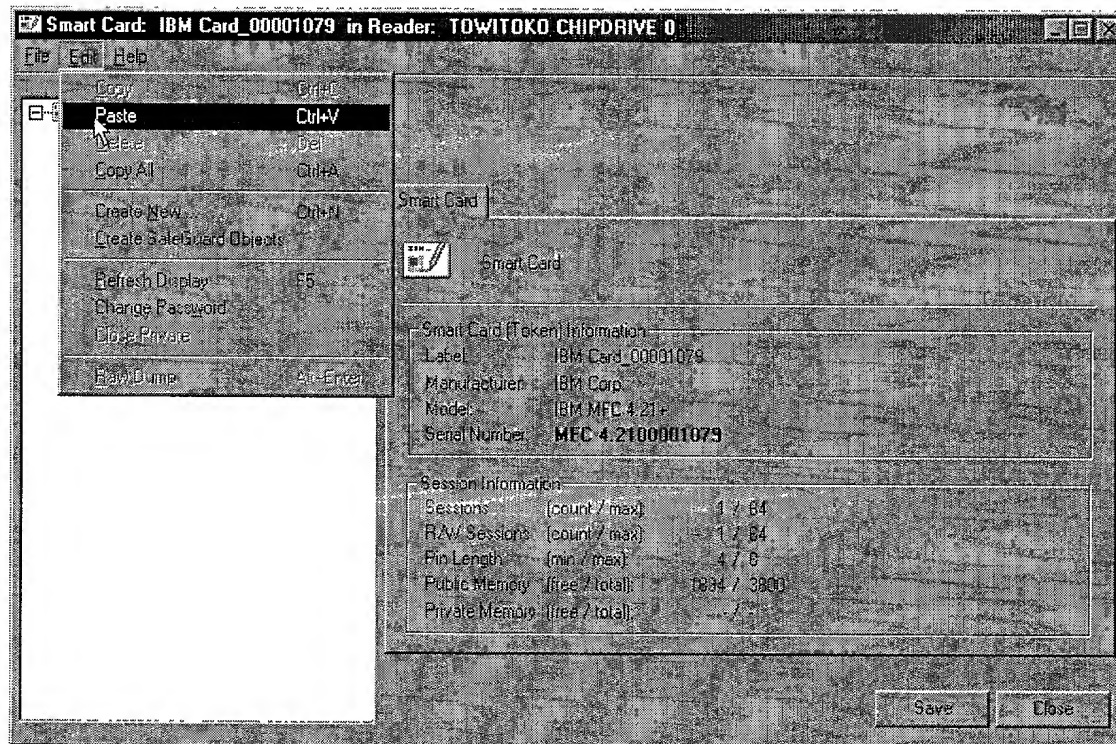 Smart Card: IBM Card_00001079 in Reader: TOWITOKO CHIPDRIVE 0
File Edit Help
Copy Ctrl+C
Paste Ctrl+V
Delete Del
Copy All Ctrl+A
Create New Ctrl+N
Create SafeGuard Objects
Refresh Display F5
Change Password
Close Private
Raw Dump Alt-Enter
Smart Card
Smart Card
Smart Card (Token) Information
Label: IBM Card_00001079
Manufacturer: IBM Corp.
Model: IBM MFC 4.21+
Serial Number: MFC 4.2100001079
Session Information
Sessions (count / max): 1 / 64
R/W Sessions (count / max): 1 / 64
Pin Length (min / max): 4 / 8
Public Memory (free / total): / 3800
Private Memory (free / total): - / -
Save Close